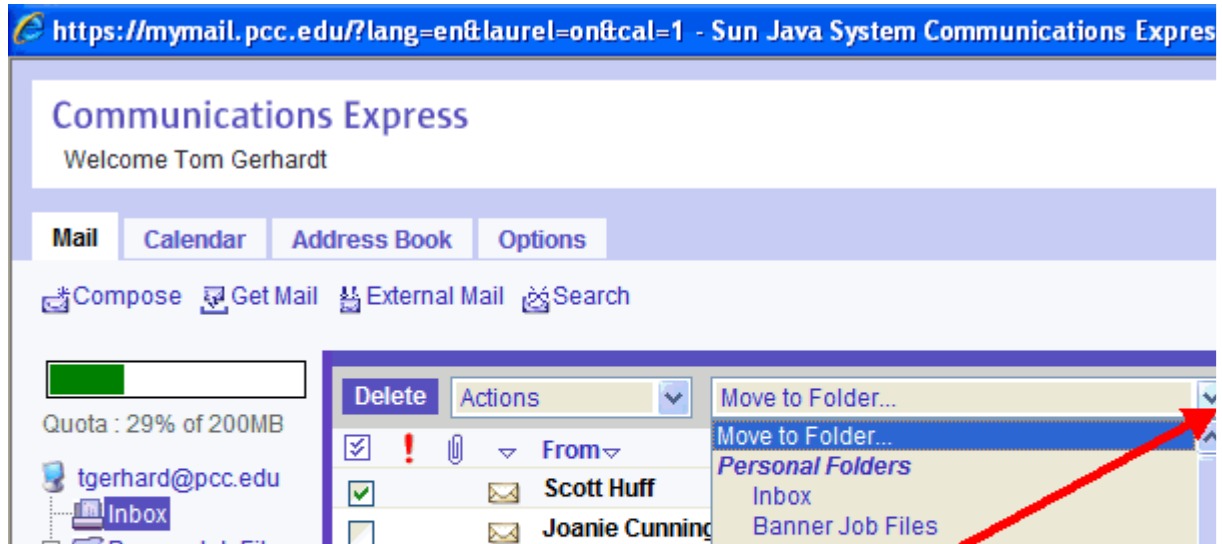 https://mymail.pcc.edu/?lang=en&laurel=on&cal=1 - Sun Java System Communications Expres
Communications Express
Welcome Tom Gerhardt
Mail Calendar Address Book Options
Compose Get Mail External Mail Search
Delete Actions Move to Folder...
Quota : 29% of 200MB
From Move to Folder...
Personal Folders
tgerhard@pcc.edu
Scott Huff Inbox
Inbox
Joanie Cunning Banner Job Files